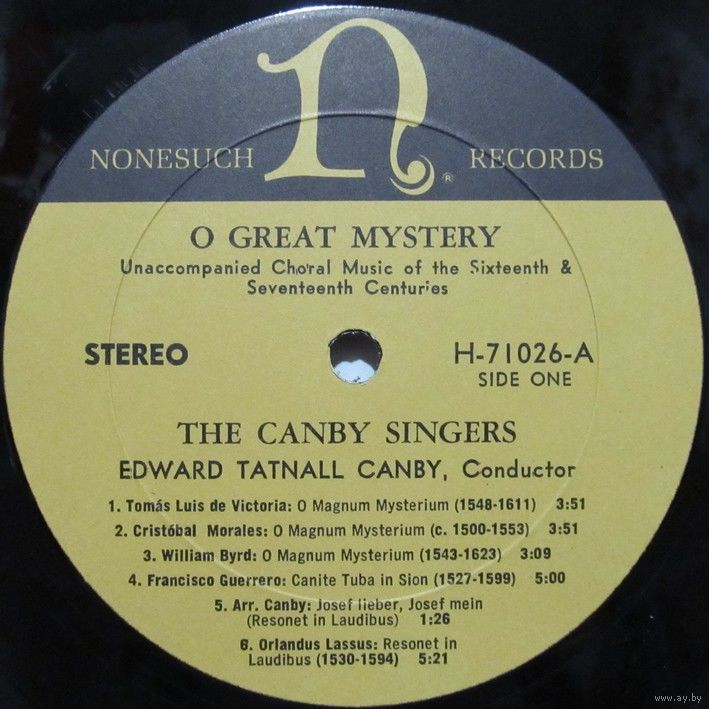 n
NONESUCH RECORDS
®
O GREAT MYSTERY
Unaccompanied Choral Music of the Sixteenth &
Seventeenth Centuries
STEREO
H-71026-A
SIDE ONE
THE CANBY SINGERS
EDWARD TATNALL CANBY, Conductor
1. Tomás Luis de Victoria: O Magnum Mysterium (1548-1611) 3:51
2. Cristóbal Morales: O Magnum Mysterium (c. 1500-1553) 3:51
3. William Byrd: O Magnum Mysterium (1543-1623) 3:09
4. Francisco Guerrero: Canite Tuba in Sion (1527-1599) 5:00
5. Arr. Canby: Josef lieber, Josef mein
(Resonet in Laudibus) 1:26
6. Orlandus Lassus: Resonet in
Laudibus (1530-1594) 5:21
www.ay.by